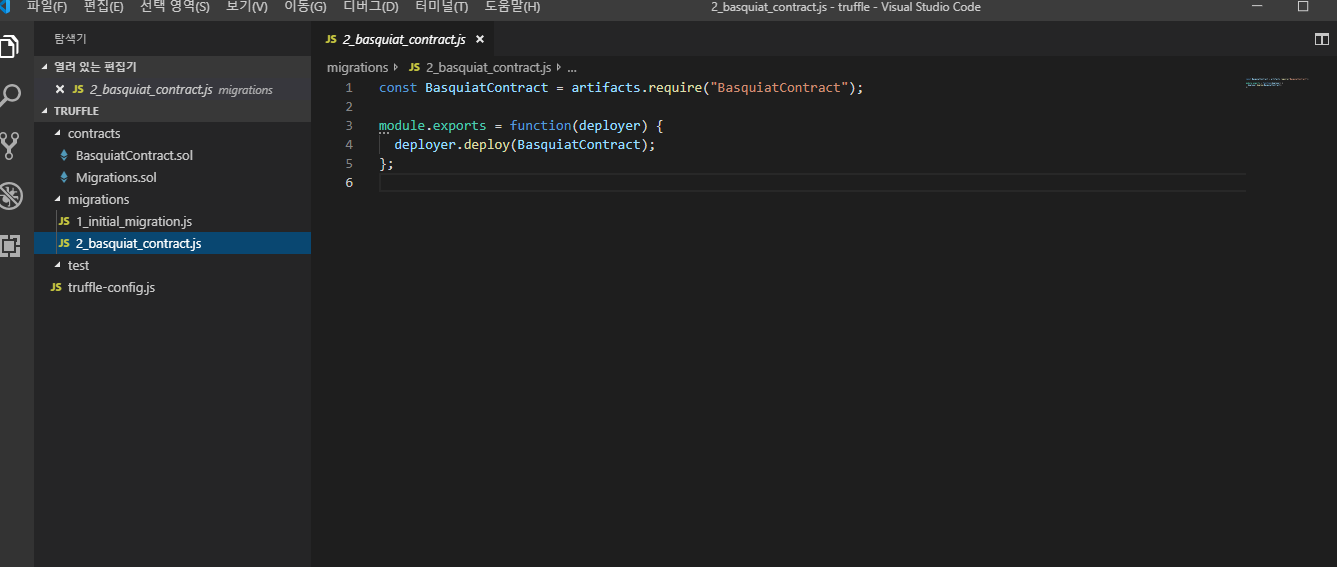 파일(F) 편집(E) 선택 영역(S) 보기(V) 이동(G) 디버그(D) 터미널(T) 도움말(H) 2_basquiat_contract.js - truffle - Visual Studio Code
탐색기
열려 있는 편집기
JS 2_basquiat_contract.js migrations
TRUFFLE
contracts
BasquiatContract.sol
Migrations.sol
migrations
JS 1_initial_migration.js
JS 2_basquiat_contract.js
test
JS truffle-config.js
JS 2_basquiat_contract.js
migrations JS 2_basquiat_contract.js ...
1 const BasquiatContract = artifacts.require("BasquiatContract");
2
3 module.exports = function(deployer) {
4 deployer.deploy(BasquiatContract);
5 };
6